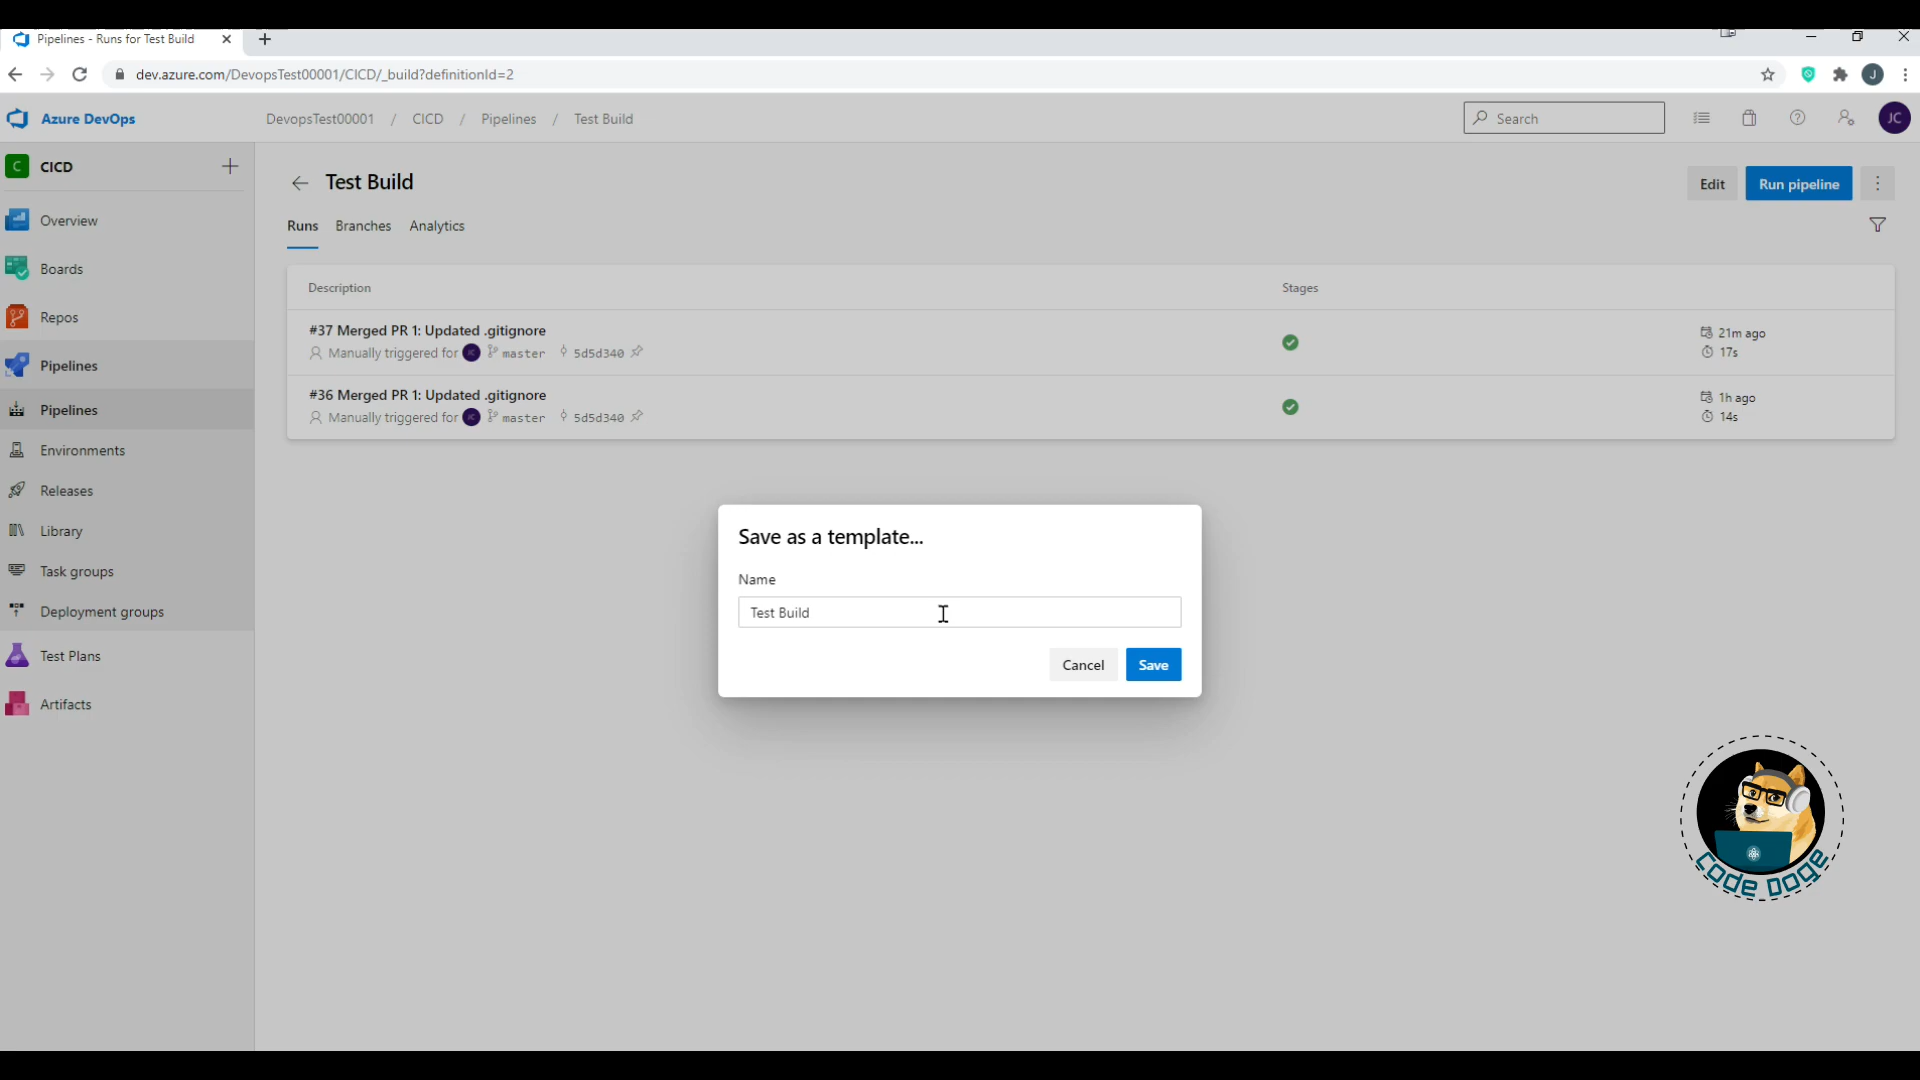 Pipelines - Runs for Test Build
dev.azure.com/DevopsTest00001/CICD/_build?definitionId=2
J
Azure DevOps
DevopsTest00001 / CICD / Pipelines / Test Build
Search
JC
C CICD
Test Build
Edit
Run pipeline
Overview
Runs Branches Analytics
Boards
Description Stages
Repos
#37 Merged PR 1: Updated .gitignore
21m ago
Manually triggered for JC master 5d5d340
17s
Pipelines
#36 Merged PR 1: Updated .gitignore
1h ago
Manually triggered for JC master 5d5d340
14s
Pipelines
Environments
Releases
Library
Task groups
Deployment groups
Test Plans
Artifacts
Save as a template...
Name
Test Build
Cancel
Save
Code Doge